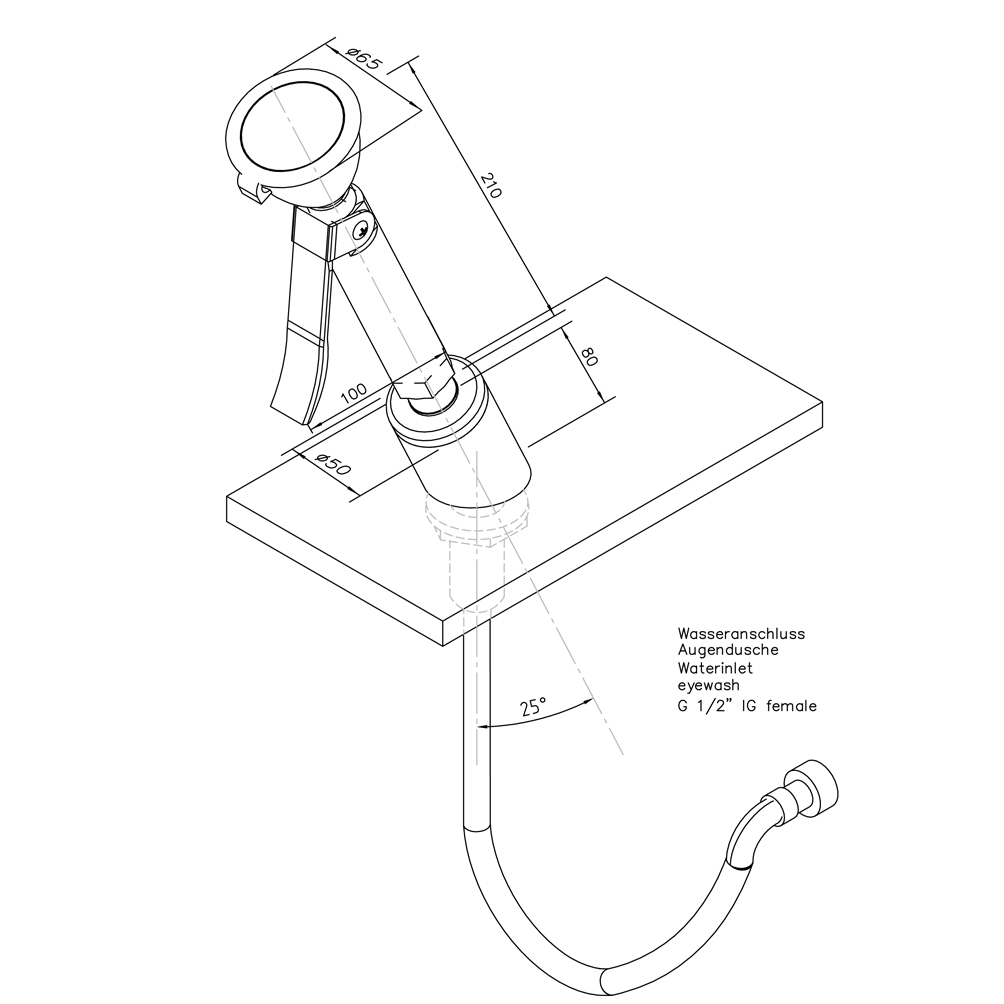 ø65
210
80
100
ø50
Wasseranschluss
Augendusche
Waterinlet
eyewash
G 1/2" IG female
25°